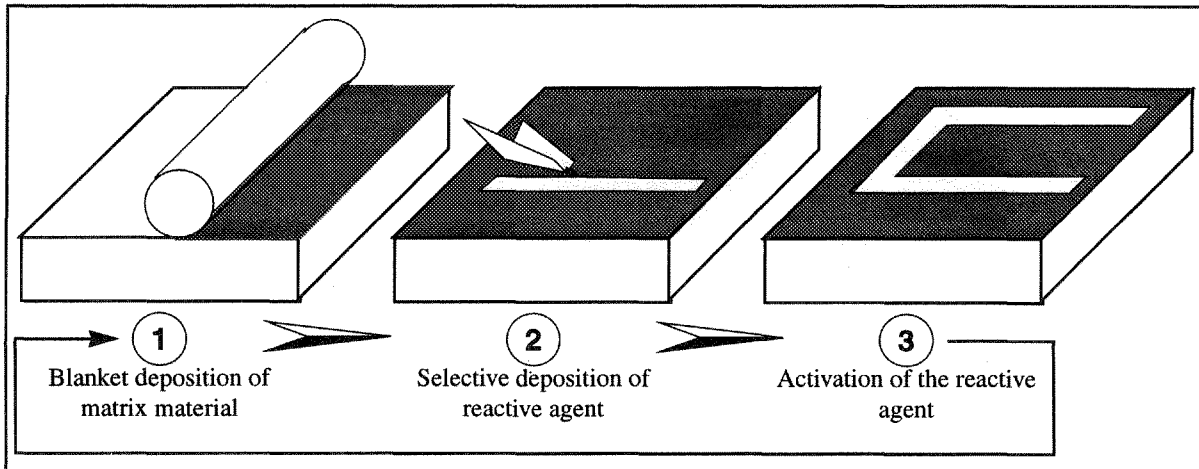 1
Blanket deposition of
matrix material
2
Selective deposition of
reactive agent
3
Activation of the reactive
agent